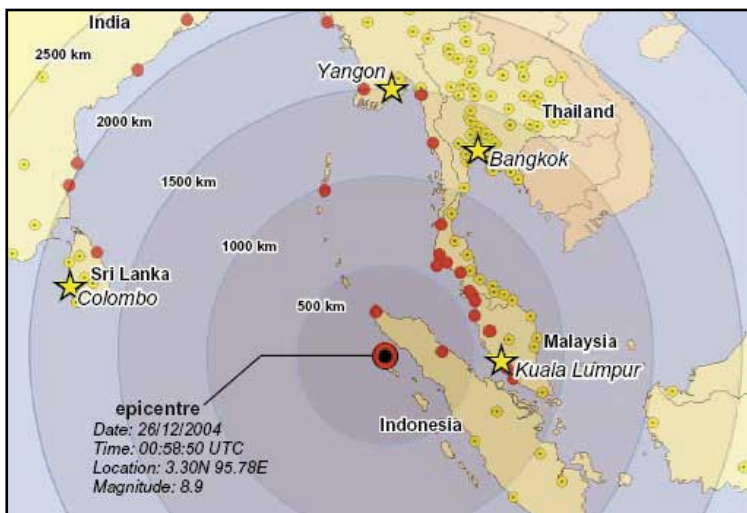 India
2500 km
Yangon
2000 km
Thailand
Bangkok
1500 km
1000 km
Sri Lanka
Colombo
500 km
Malaysia
Kuala Lumpur
epicentre
Date: 26/12/2004
Time: 00:58:50 UTC
Location: 3.30N 95.78E
Magnitude: 8.9
Indonesia